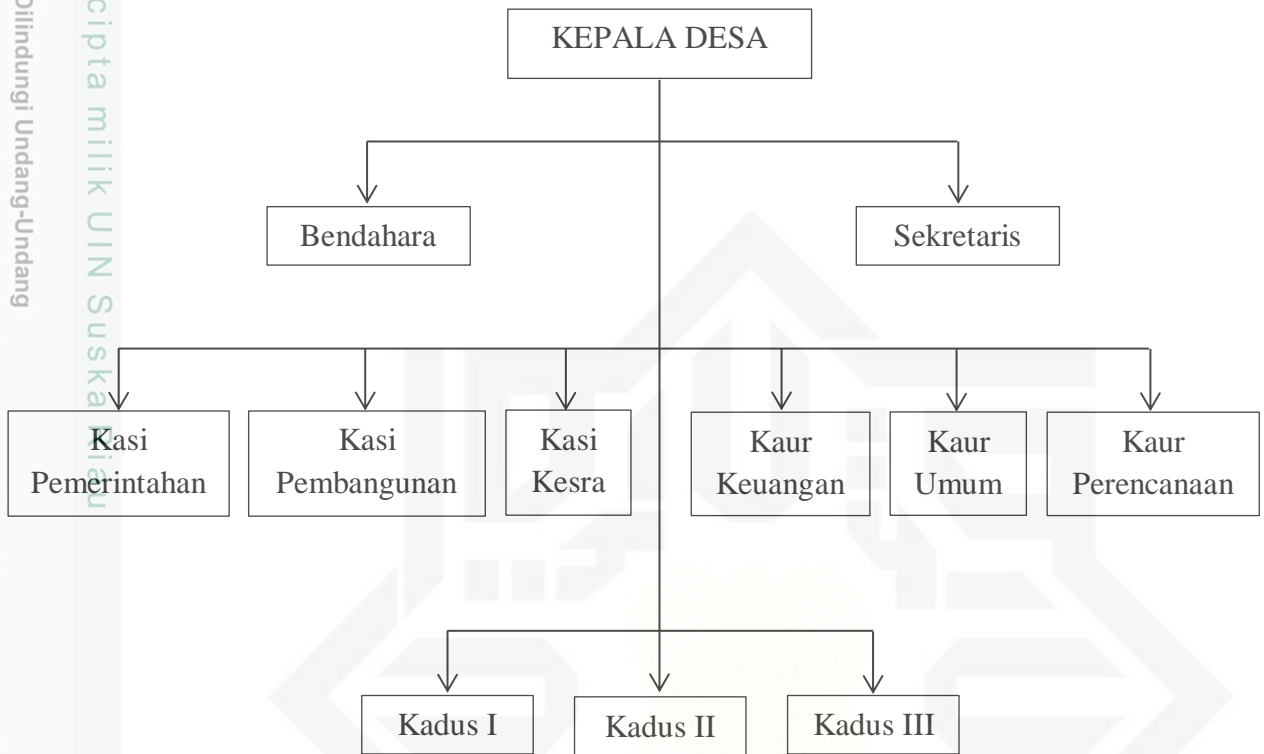 KEPALA DESA
Bendahara
Sekretaris
Kasi
Pemerintahan
Kasi
Pembangunan
Kasi
Kesra
Kaur
Keuangan
Kaur
Umum
Kaur
Perencanaan
Kadus I
Kadus II
Kadus III
cipta milik UIN Suska Riau
Dilindungi Undang-Undang